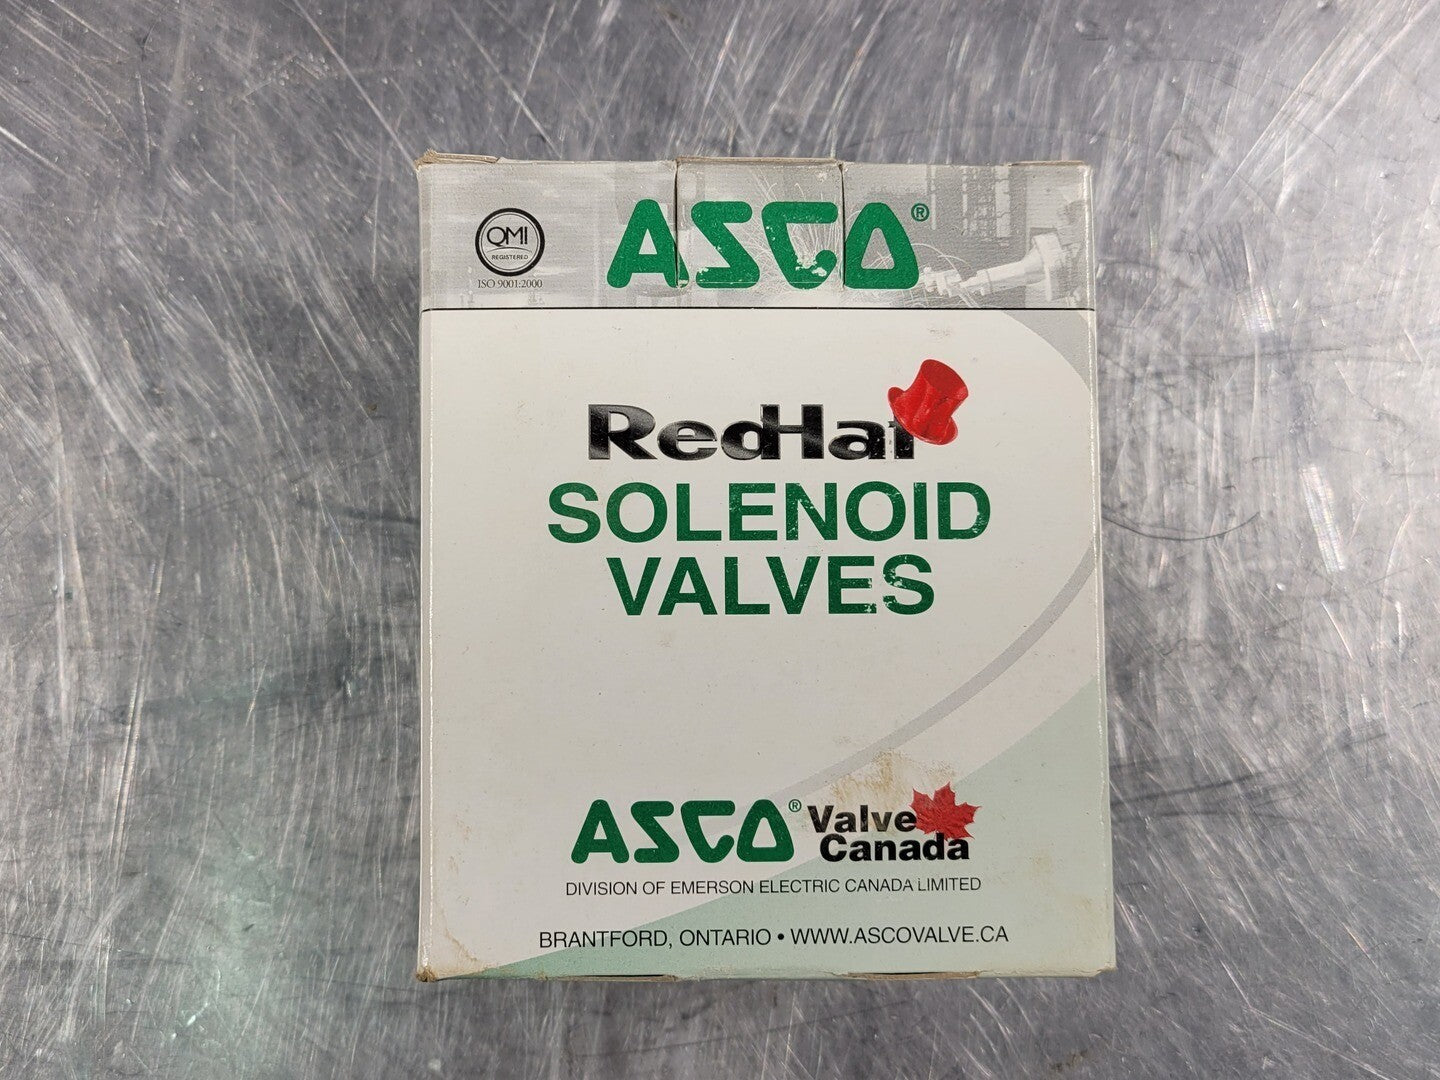 ASCO®
QMI
REGISTERED
ISO 9001:2000
RedHat
SOLENOID
VALVES
ASCO® Valve
Canada
DIVISION OF EMERSON ELECTRIC CANADA LIMITED
BRANTFORD, ONTARIO • WWW.ASCOVALVE.CA